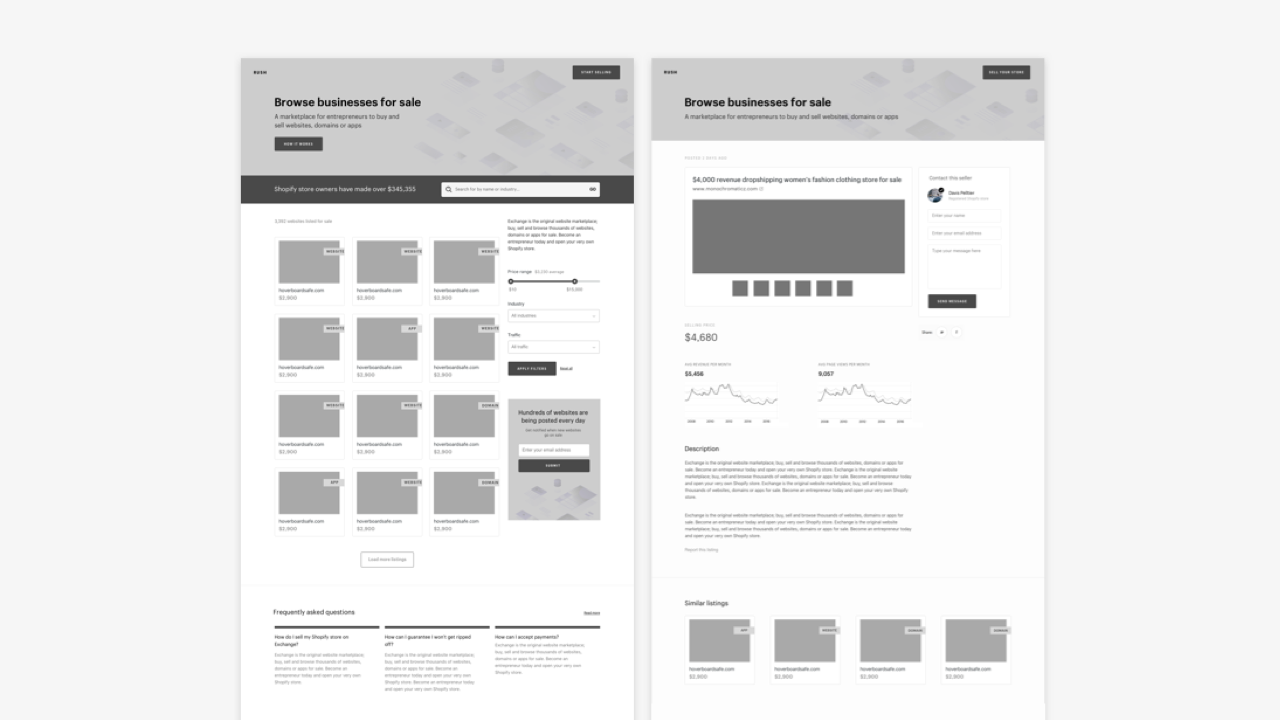 RUSH
START SELLING
Browse businesses for sale
A marketplace for entrepreneurs to buy and
sell websites, domains or apps
HOW IT WORKS
Shopify store owners have made over $345,355
Search for by name or industry...
websites listed for sale
WEBSITE
hoverboardsafe.com
$2,900
WEBSITE
hoverboardsafe.com
$2,900
WEBSITE
hoverboardsafe.com
$2,900
WEBSITE
hoverboardsafe.com
$2,900
APP
hoverboardsafe.com
$2,900
WEBSITE
hoverboardsafe.com
$2,900
WEBSITE
hoverboardsafe.com
$2,900
WEBSITE
hoverboardsafe.com
$2,900
DOMAIN
hoverboardsafe.com
$2,900
APP
hoverboardsafe.com
$2,900
WEBSITE
hoverboardsafe.com
$2,900
DOMAIN
hoverboardsafe.com
$2,900
Load more listings
Exchange is the original website marketplace,
buy, sell and browse thousands of websites,
domains or apps for sale. Become an
entrepreneur today and open your very own
Shopify store.
Price range
average
$10
Industry
All industries
Traffic
All traffic
APPLY FILTERS
Reset all
Hundreds of websites are
being posted every day
Get notified when new websites
go on sale
Enter your email address
SUBMIT
Frequently asked questions
Read more
How do I sell my Shopify store on
Exchange?
Exchange is the original website marketplace,
buy, sell and browse thousands of websites,
domains or apps for sale. Become an
entrepreneur today and open your very own
Shopify store.
How can I guarantee I won't get ripped
off?
Exchange is the original website marketplace,
buy, sell and browse thousands of websites,
domains or apps for sale. Become an
entrepreneur today and open your very own
Shopify store. Become an entrepreneur today
and open your very own Shopify store.
How can I accept payments?
Exchange is the original website marketplace,
buy, sell and browse thousands of websites,
domains or apps for sale. Become an
entrepreneur today and open your very own
Shopify store.
RUSH
SELL YOUR STORE
Browse businesses for sale
A marketplace for entrepreneurs to buy and sell websites, domains or apps
POSTED 2 DAYS AGO
$4,000 revenue dropshipping women's fashion clothing store for sale
www.monochromatics.com
Contact this seller
Enter your name
Enter your email address
Type your message here
SEND MESSAGE
Share:
SELLING PRICE
$4,680
AVG REVENUE PER MONTH
$5,456
AVG PAGE VIEWS PER MONTH
9,057
Description
Exchange is the original website marketplace, buy, sell and browse thousands of websites, domains or apps for
sale. Become an entrepreneur today and open your very own Shopify store. Exchange is the original website
marketplace, buy, sell and browse thousands of websites, domains or apps for sale. Become an entrepreneur today
and open your very own Shopify store. Exchange is the original website marketplace, buy, sell and browse
thousands of websites, domains or apps for sale. Become an entrepreneur today and open your very own Shopify
store.
Exchange is the original website marketplace, buy, sell and browse thousands of websites, domains or apps for
sale. Become an entrepreneur today and open your very own Shopify store. Exchange is the original website
marketplace, buy, sell and browse thousands of websites, domains or apps for sale. Become an entrepreneur today
and open your very own Shopify store.
Report this listing
Similar listings:
APP
hoverboardsafe.com
$2,900
WEBSITE
hoverboardsafe.com
$2,900
DOMAIN
hoverboardsafe.com
$2,900
DOMAIN
hoverboardsafe.com
$2,900